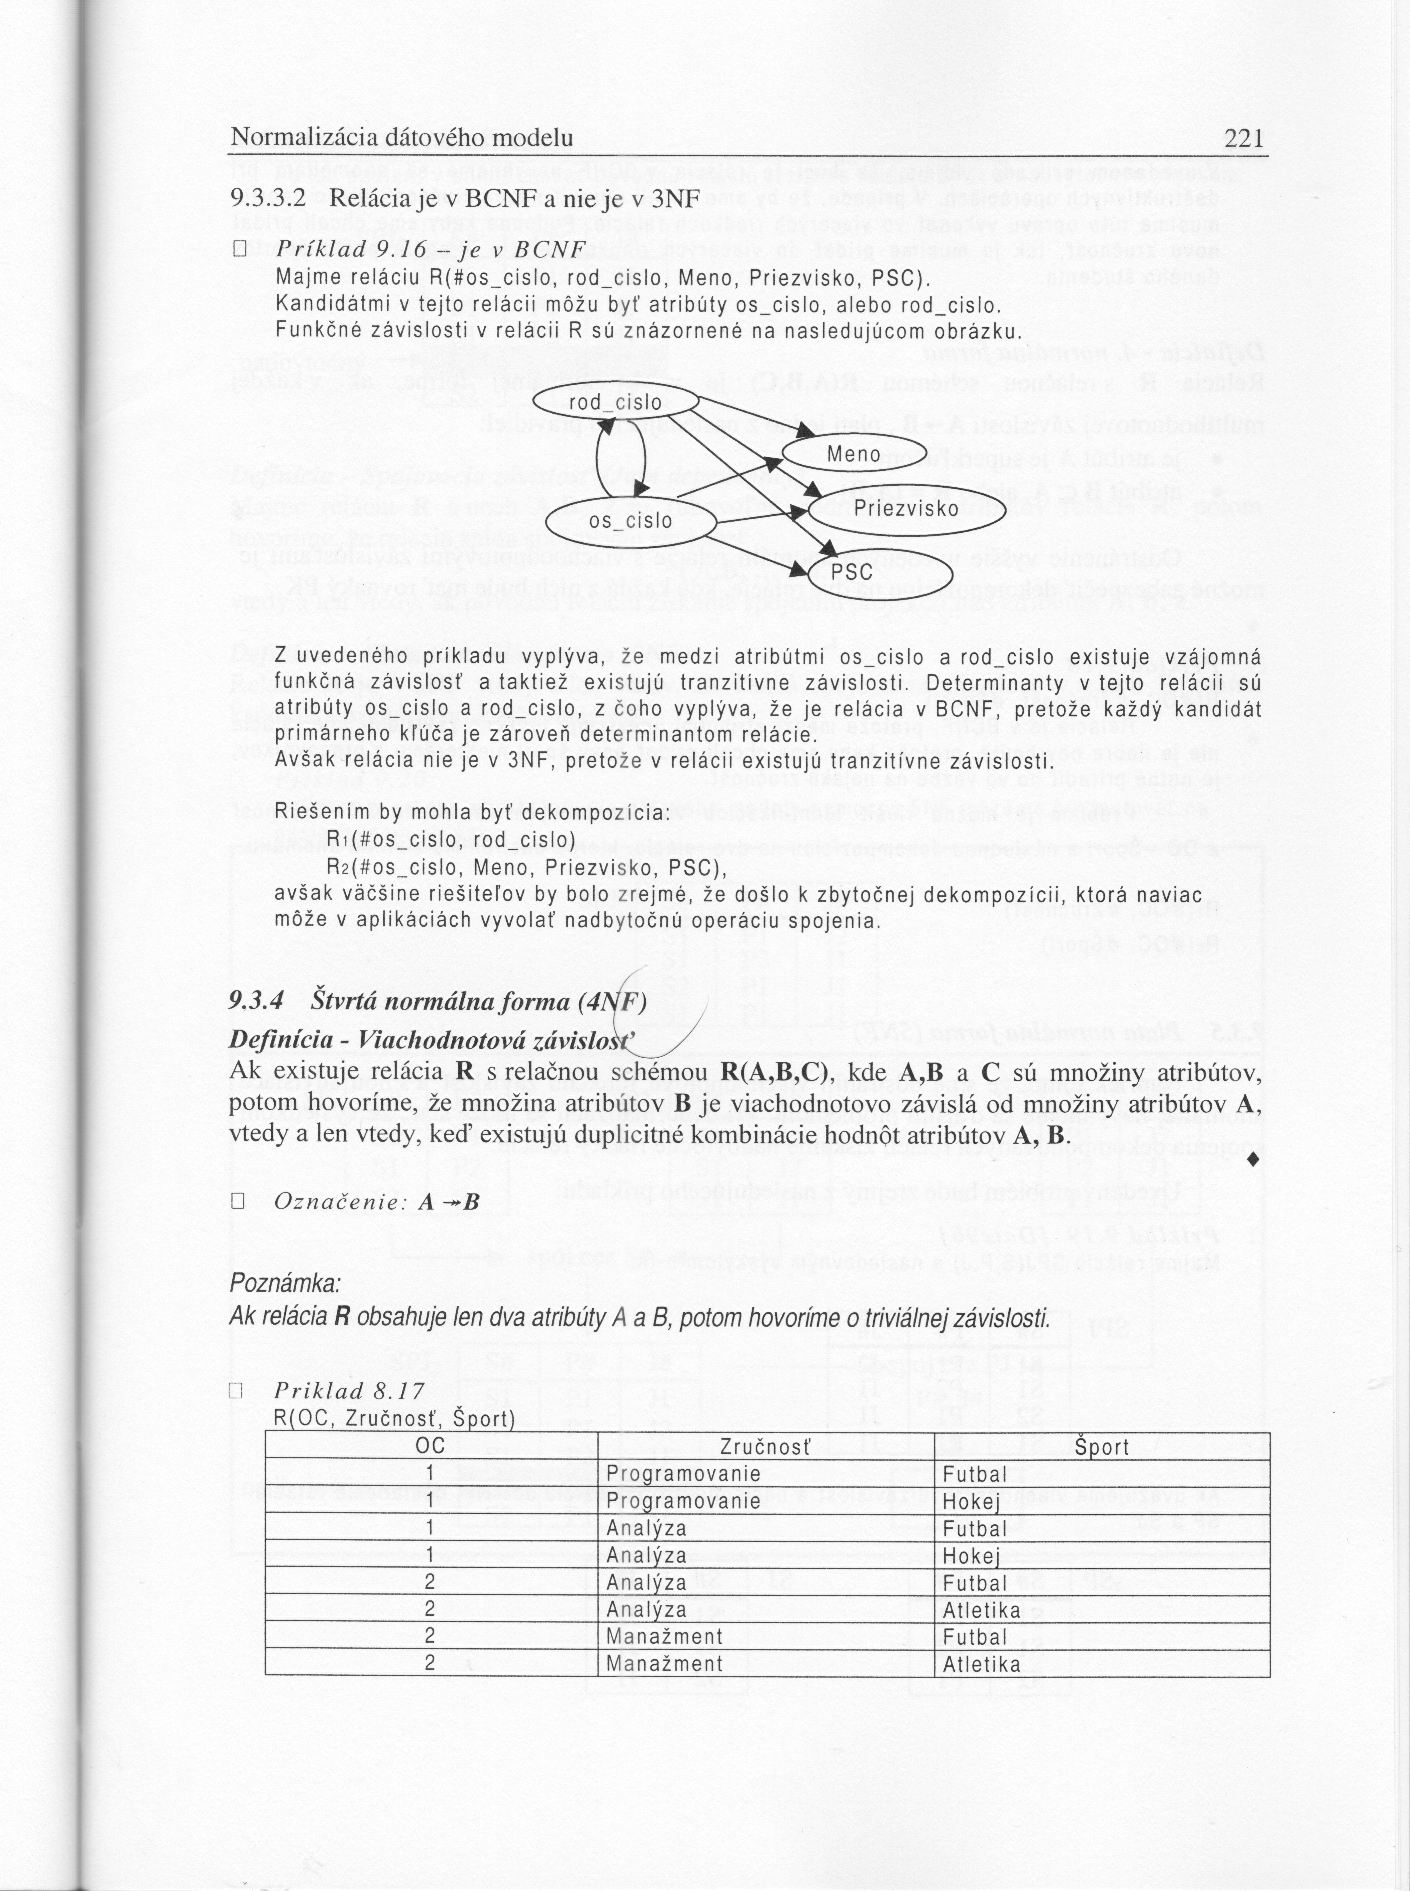 Normalizácia dátového modelu 221
9.3.3.2 Relácia je v BCNF a nie je v 3NF
□ Príklad 9.16 – je v BCNF
Majme reláciu R(#os_cislo, rod_cislo, Meno, Priezvisko, PSC).
Kandidátmi v tejto relácii môžu byť atribúty os_cislo, alebo rod_cislo.
Funkčné závislosti v relácii R sú znázornené na nasledujúcom obrázku.
rod_cislo
Meno
Priezvisko
os_cislo
PSC
Z uvedeného príkladu vyplýva, že medzi atribútmi os_cislo a rod_cislo existuje vzájomná
funkčná závislosť a taktiež existujú tranzitívne závislosti. Determinanty v tejto relácii sú
atribúty os_cislo a rod_cislo, z čoho vyplýva, že je relácia v BCNF, pretože každý kandidát
primárneho kľúča je zároveň determinantom relácie.
Avšak relácia nie je v 3NF, pretože v relácii existujú tranzitívne závislosti.
Riešením by mohla byť dekompozícia:
R1(#os_cislo, rod_cislo)
R2(#os_cislo, Meno, Priezvisko, PSC),
avšak väčšine riešiteľov by bolo zrejmé, že došlo k zbytočnej dekompozícii, ktorá naviac
môže v aplikáciách vyvolať nadbytočnú operáciu spojenia.
9.3.4 Štvrtá normálna forma (4NF)
Definícia - Viachodnotová závislosť
Ak existuje relácia R s relačnou schémou R(A,B,C), kde A,B a C sú množiny atribútov,
potom hovoríme, že množina atribútov B je viachodnotovo závislá od množiny atribútov A,
vtedy a len vtedy, keď existujú duplicitné kombinácie hodnôt atribútov A, B.
♦
□ Označenie: A ↠ B
Poznámka:
Ak relácia R obsahuje len dva atribúty A a B, potom hovoríme o triviálnej závislosti.
□ Priklad 8.17
R(OC, Zručnosť, Šport)
OC Zručnosť Šport
1 Programovanie Futbal
1 Programovanie Hokej
1 Analýza Futbal
1 Analýza Hokej
2 Analýza Futbal
2 Analýza Atletika
2 Manažment Futbal
2 Manažment Atletika